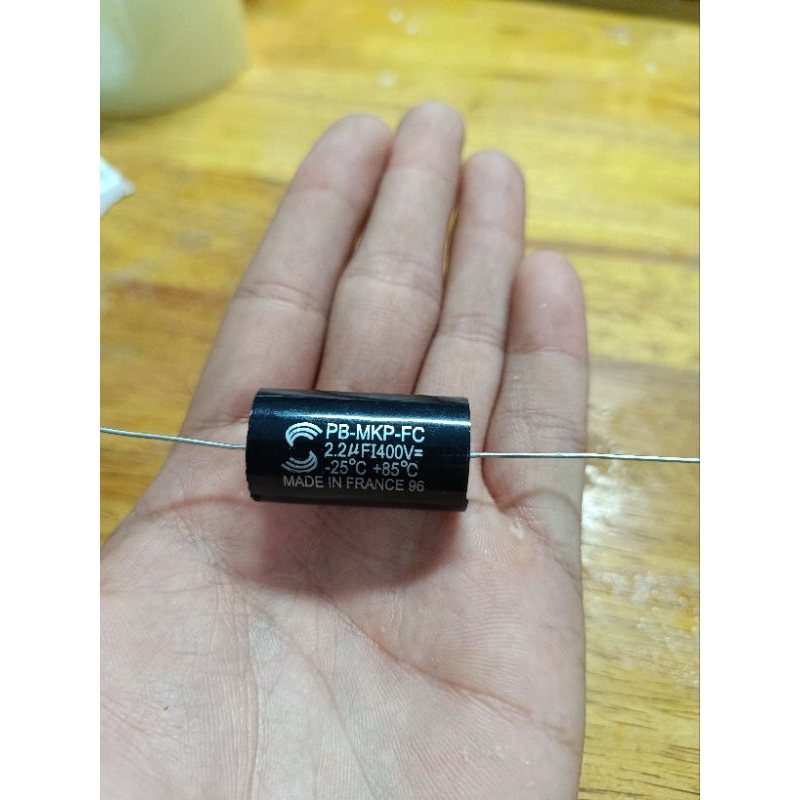 PB-MKP-FC
2.2μFI400V=
-25°C +85°C
MADE IN FRANCE 96